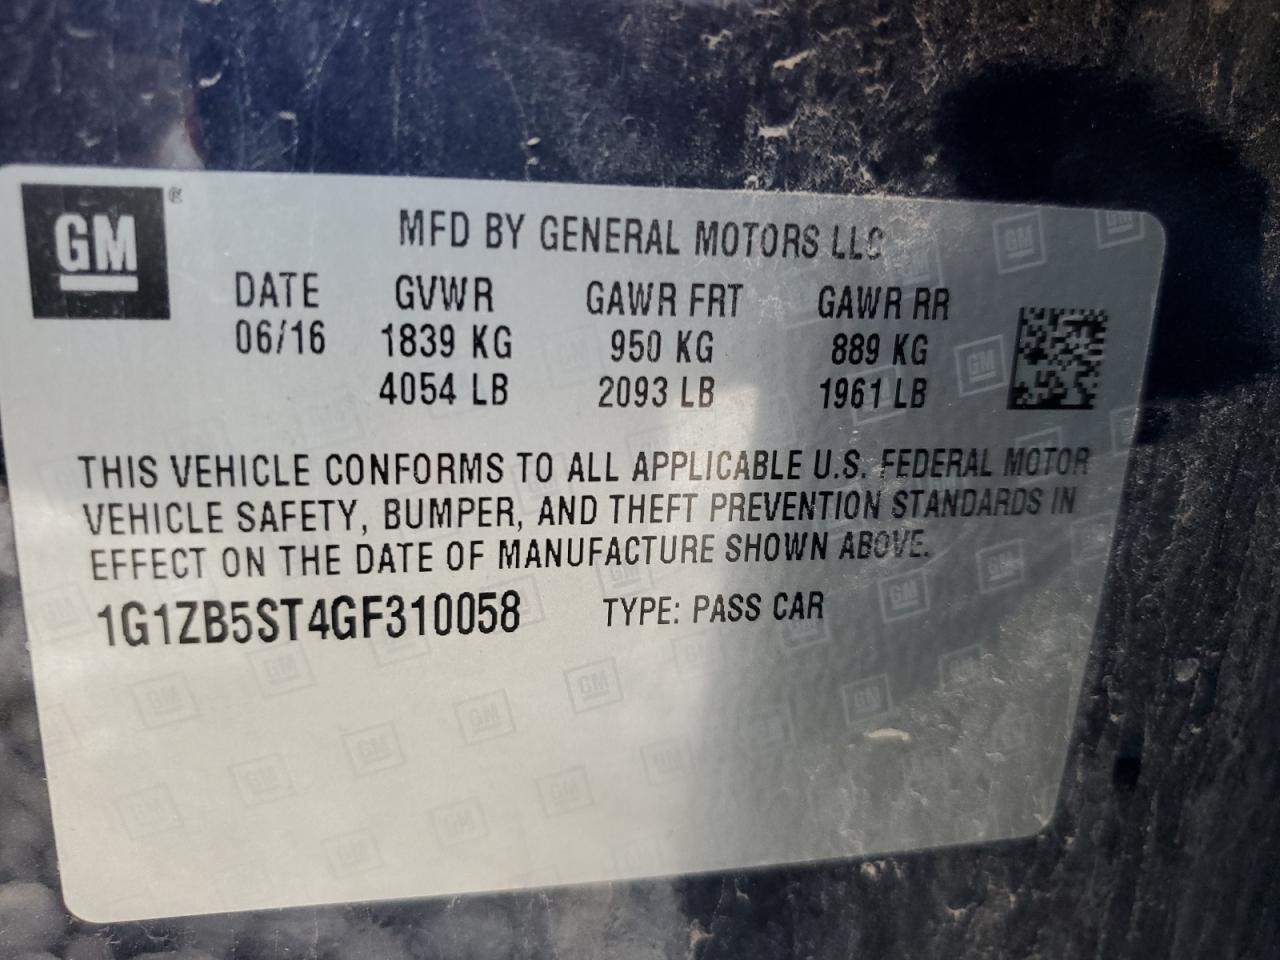 GM
MFD BY GENERAL MOTORS LLC
DATE GVWR GAWR FRT GAWR RR
06/16 1839 KG 950 KG 889 KG
4054 LB 2093 LB 1961 LB
THIS VEHICLE CONFORMS TO ALL APPLICABLE U.S. FEDERAL MOTOR
VEHICLE SAFETY, BUMPER, AND THEFT PREVENTION STANDARDS IN
EFFECT ON THE DATE OF MANUFACTURE SHOWN ABOVE.
1G1ZB5ST4GF310058 TYPE: PASS CAR